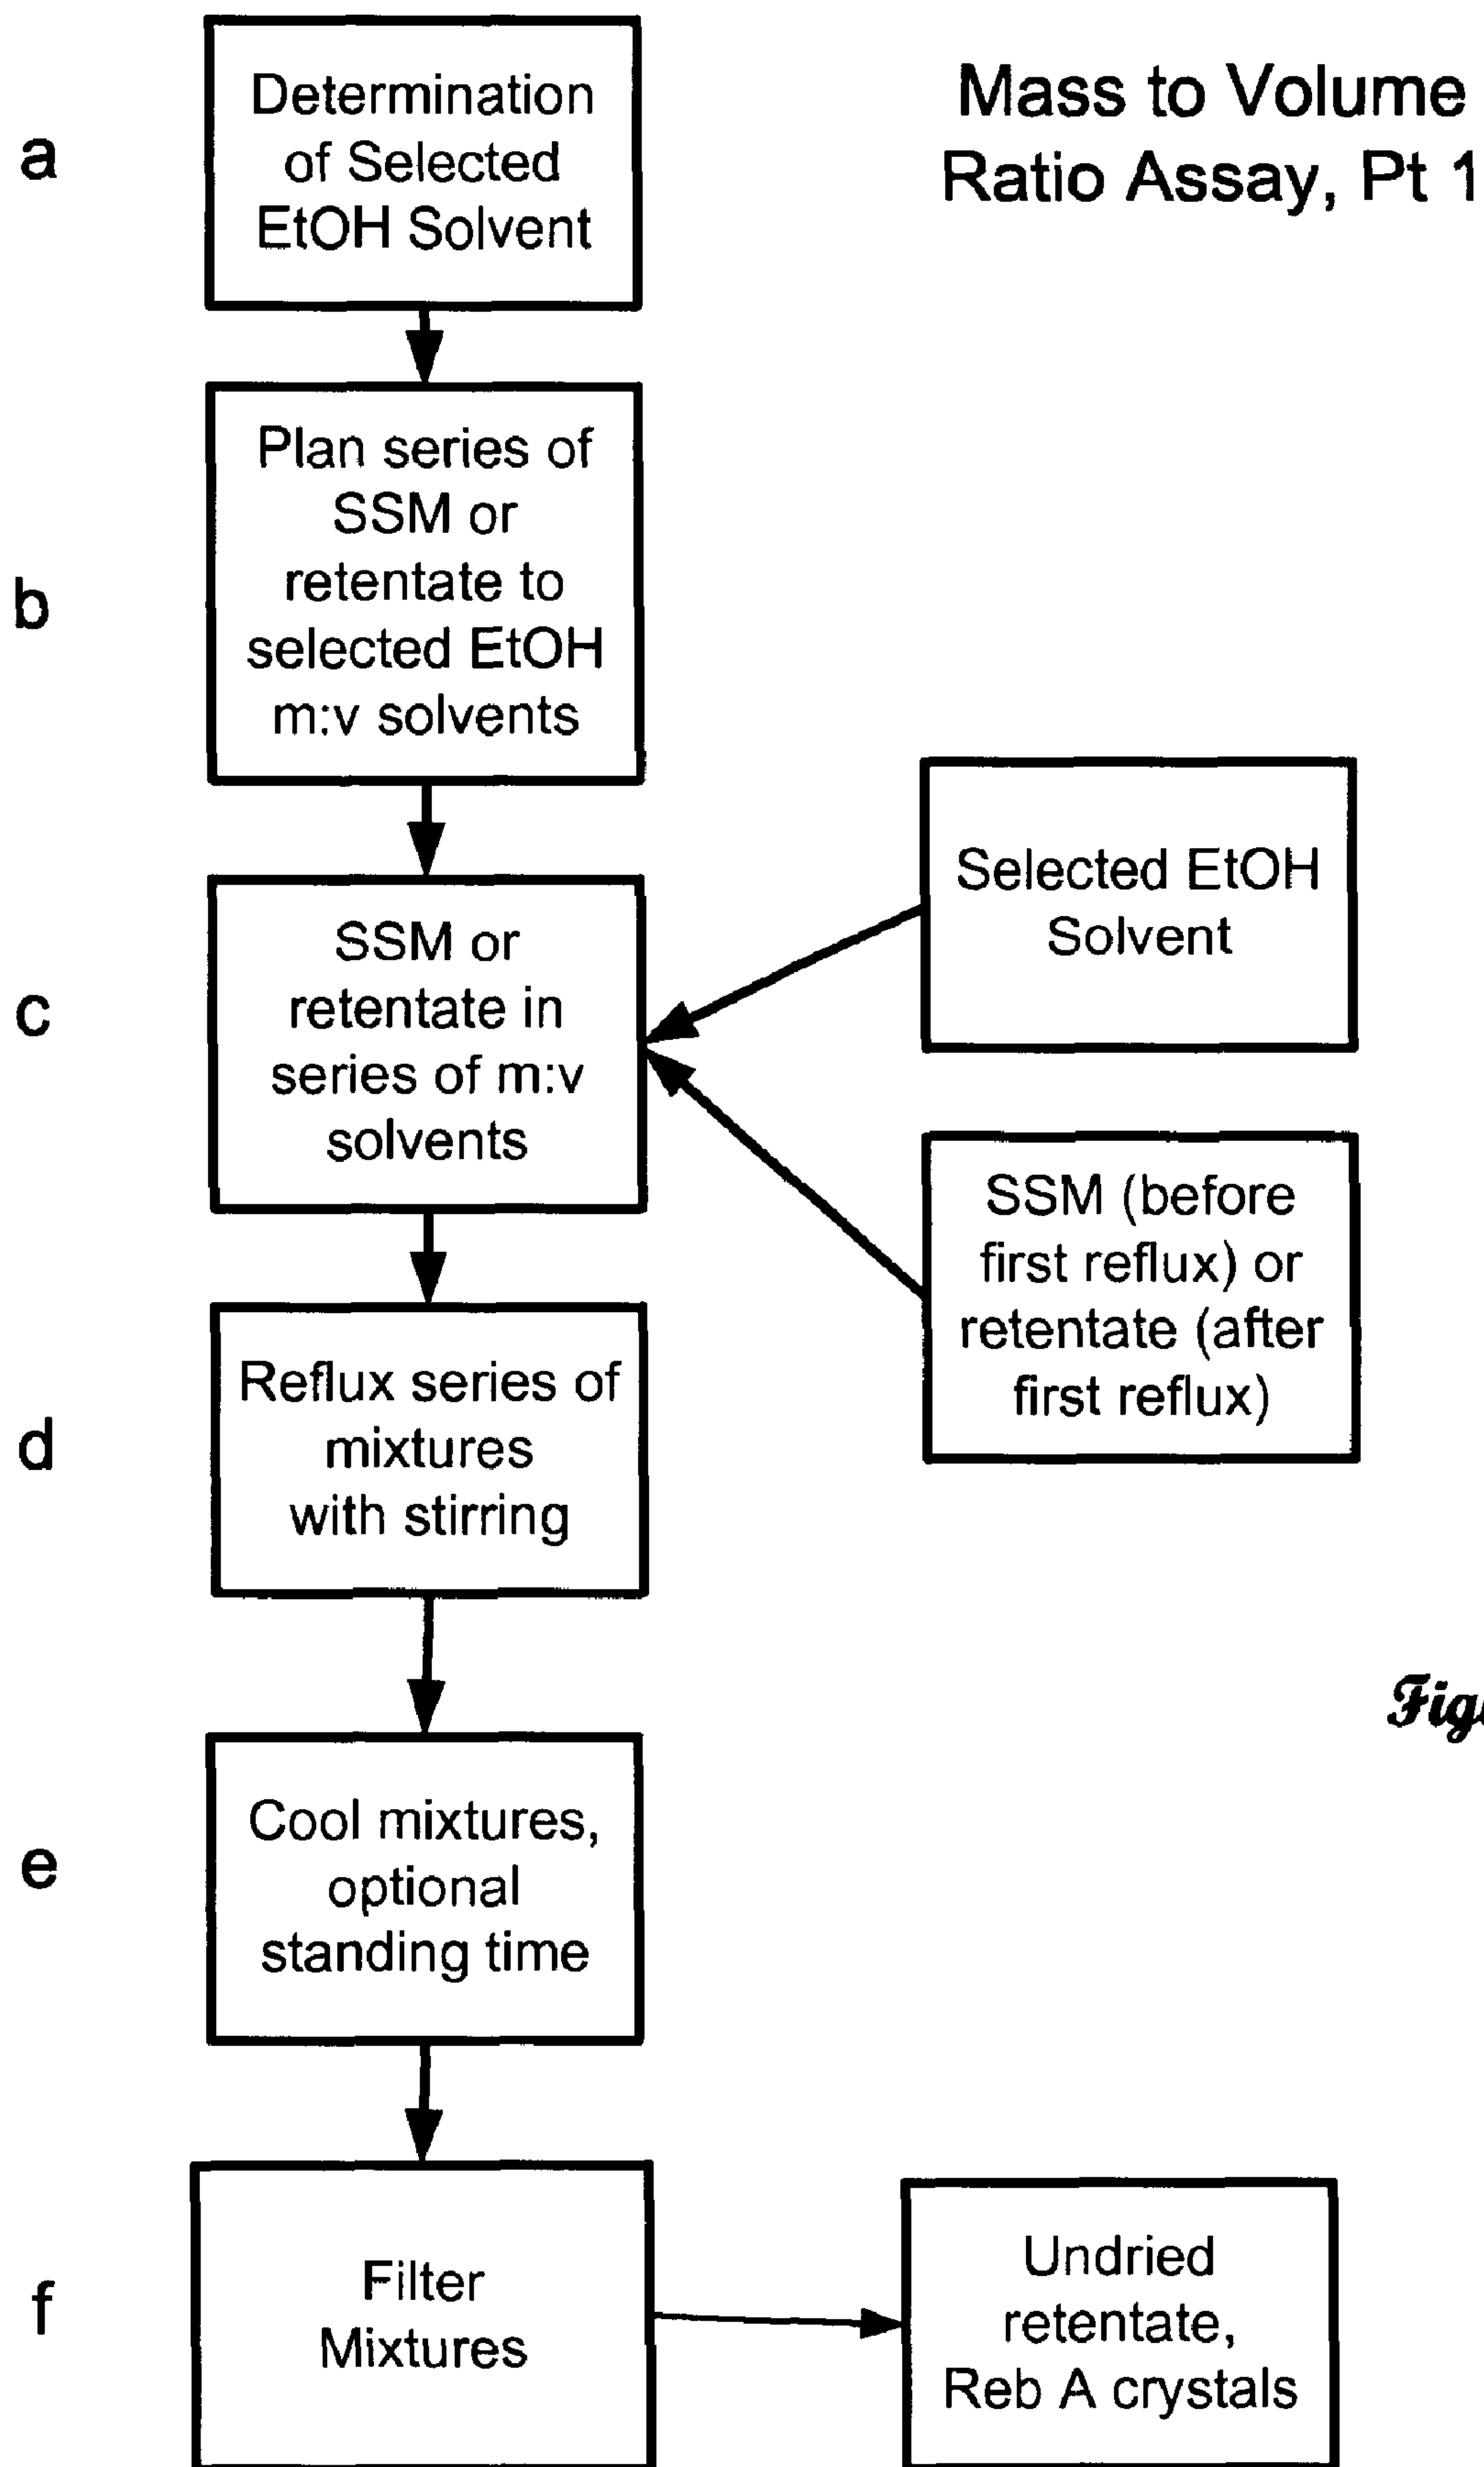 Mass to Volume
Ratio Assay, Pt 1
a
Determination
of Selected
EtOH Solvent
b
Plan series of
SSM or
retentate to
selected EtOH
m:v solvents
c
SSM or
retentate in
series of m:v
solvents
Selected EtOH
Solvent
SSM (before
first reflux) or
retentate (after
first reflux)
d
Reflux series of
mixtures
with stirring
e
Cool mixtures,
optional
standing time
f
Filter
Mixtures
Undried
retentate,
Reb A crystals